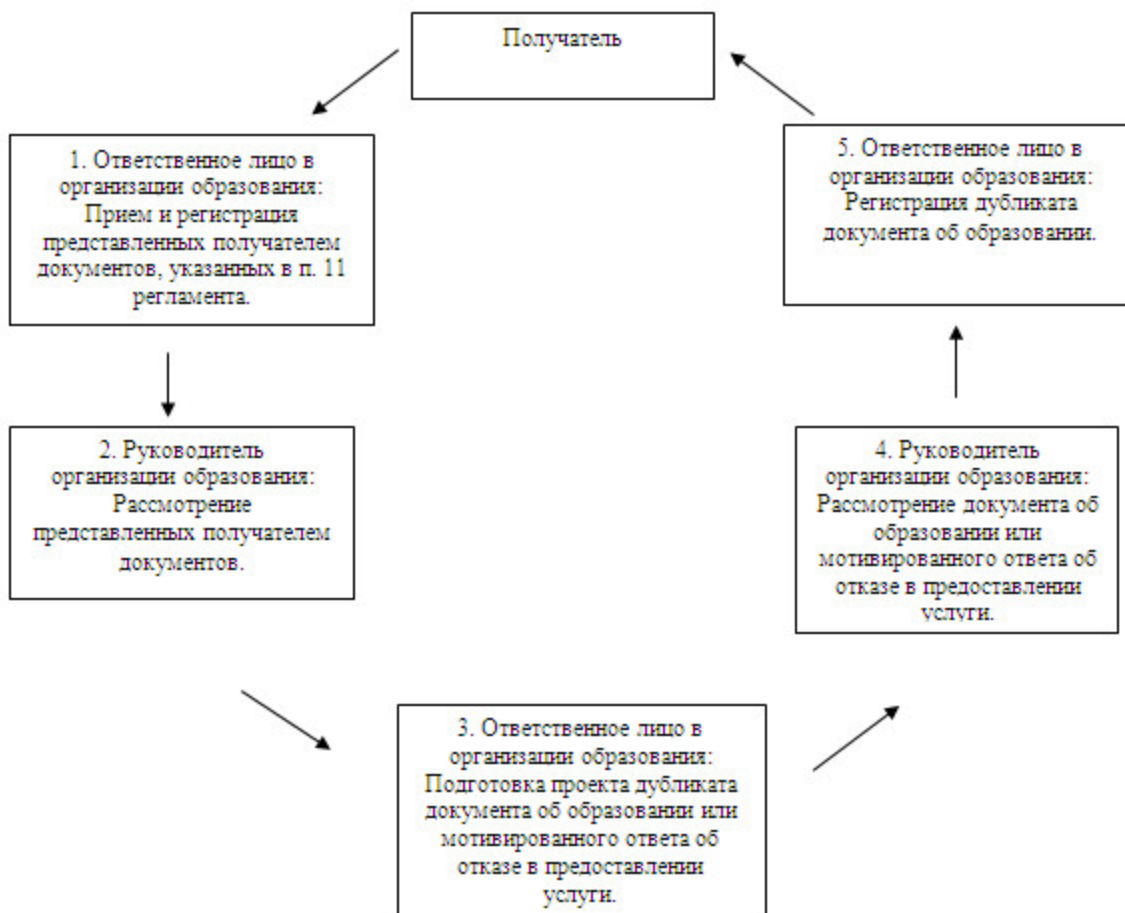 Получатель
1. Ответственное лицо в
организации образования:
Прием и регистрация
представленных получателем
документов, указанных в п. 11
регламента.
2. Руководитель
организации образования:
Рассмотрение
представленных получателем
документов.
3. Ответственное лицо в
организации образования:
Подготовка проекта дубликата
документа об образовании или
мотивированного ответа об
отказе в предоставлении
услуги.
4. Руководитель
организации образования:
Рассмотрение документа об
образовании или
мотивированного ответа об
отказе в предоставлении
услуги.
5. Ответственное лицо в
организации образования:
Регистрация дубликата
документа об образовании.